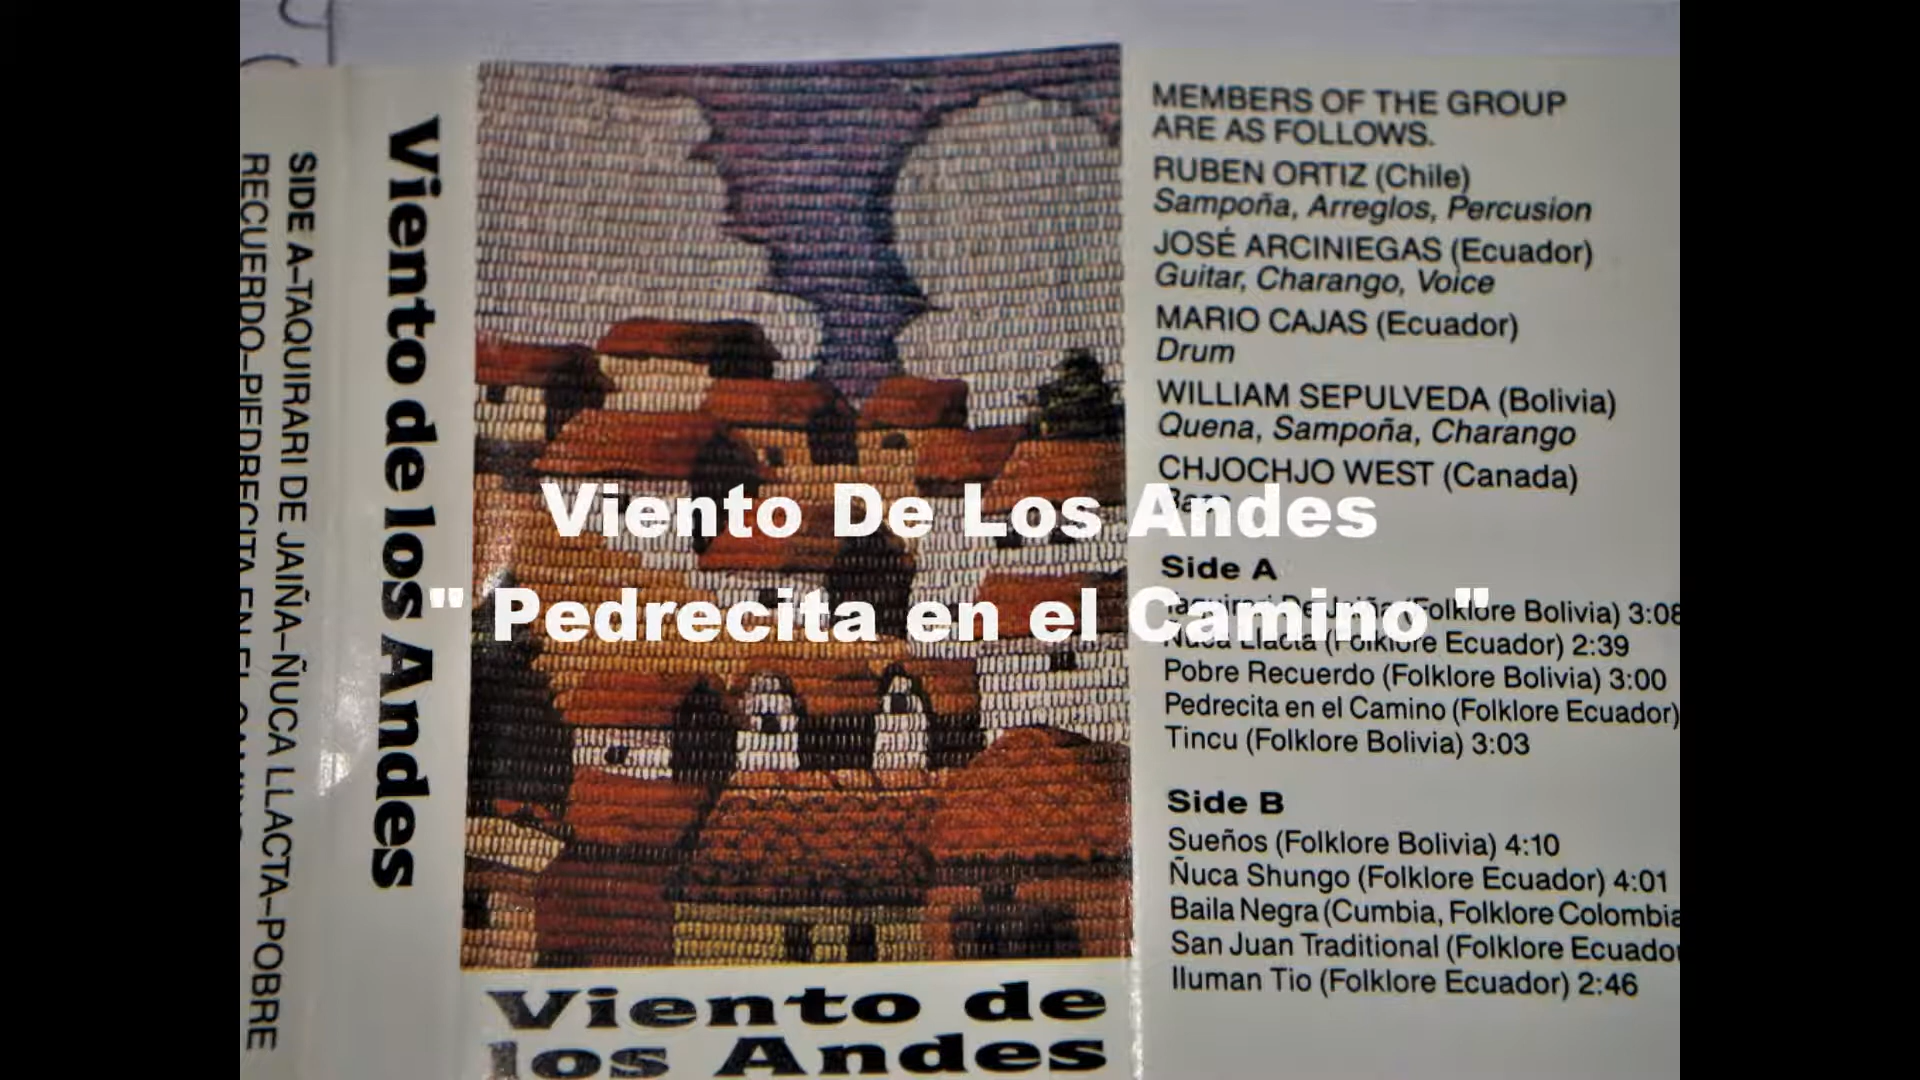 4
SIDE A–TAQUIRARI DE JAIÑA–ÑUCA LLACTA–POBRE
RECUERDO–PIEDRECITA EN EL
Viento de los Andes
Viento de
los Andes
MEMBERS OF THE GROUP
ARE AS FOLLOWS.
RUBEN ORTIZ (Chile)
Sampoña, Arreglos, Percusion
JOSÉ ARCINIEGAS (Ecuador)
Guitar, Charango, Voice
MARIO CAJAS (Ecuador)
Drum
WILLIAM SEPULVEDA (Bolivia)
Quena, Sampoña, Charango
CHJOCHJO WEST (Canada)
Viento De Los Andes
" Pedrecita en el Camino "
Side A
(Folklore Bolivia) 3:08
Ñuca Llacta (Folklore Ecuador) 2:39
Pobre Recuerdo (Folklore Bolivia) 3:00
Pedrecita en el Camino (Folklore Ecuador)
Tincu (Folklore Bolivia) 3:03
Side B
Sueños (Folklore Bolivia) 4:10
Ñuca Shungo (Folklore Ecuador) 4:01
Baila Negra (Cumbia, Folklore Colombia
San Juan Traditional (Folklore Ecuador
Iluman Tio (Folklore Ecuador) 2:46